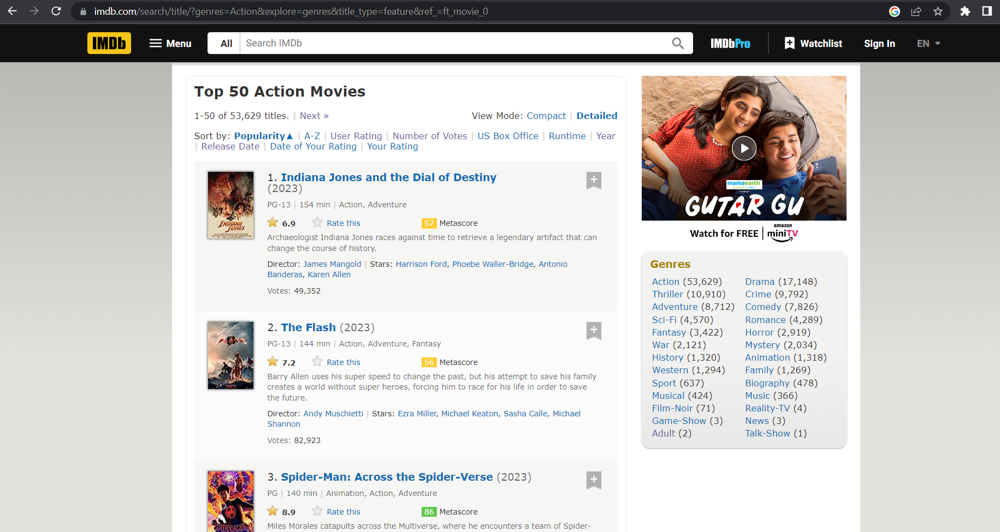 imdb.com/search/title/?genres=Action&explore=genres&title_type=feature&ref_=ft_movie_0
IMDb Menu All Search IMDb IMDbPro Watchlist Sign In EN
Top 50 Action Movies
1-50 of 53,629 titles. | Next »
View Mode: Compact | Detailed
Sort by: Popularity▲ | A-Z | User Rating | Number of Votes | US Box Office | Runtime | Year
| Release Date | Date of Your Rating | Your Rating
INDIANA JONES
1. Indiana Jones and the Dial of Destiny
(2023)
PG-13 | 154 min | Action, Adventure
6.9 Rate this 57 Metascore
Archaeologist Indiana Jones races against time to retrieve a legendary artifact that can
change the course of history.
Director: James Mangold | Stars: Harrison Ford, Phoebe Waller-Bridge, Antonio
Banderas, Karen Allen
Votes: 49,352
2. The Flash (2023)
PG-13 | 144 min | Action, Adventure, Fantasy
7.2 Rate this 56 Metascore
Barry Allen uses his super speed to change the past, but his attempt to save his family
creates a world without super heroes, forcing him to race for his life in order to save
the future.
Director: Andy Muschietti | Stars: Ezra Miller, Michael Keaton, Sasha Calle, Michael
Shannon
Votes: 82,923
3. Spider-Man: Across the Spider-Verse (2023)
PG | 140 min | Animation, Action, Adventure
8.9 Rate this 86 Metascore
Miles Morales catapults across the Multiverse, where he encounters a team of Spider-
mamaearth
Presents
GUTAR GU
Watch for FREE | amazon miniTV
Genres
Action (53,629) Drama (17,148)
Thriller (10,910) Crime (9,792)
Adventure (8,712) Comedy (7,826)
Sci-Fi (4,570) Romance (4,289)
Fantasy (3,422) Horror (2,919)
War (2,121) Mystery (2,034)
History (1,320) Animation (1,318)
Western (1,294) Family (1,269)
Sport (637) Biography (478)
Musical (424) Music (366)
Film-Noir (71) Reality-TV (4)
Game-Show (3) News (3)
Adult (2) Talk-Show (1)